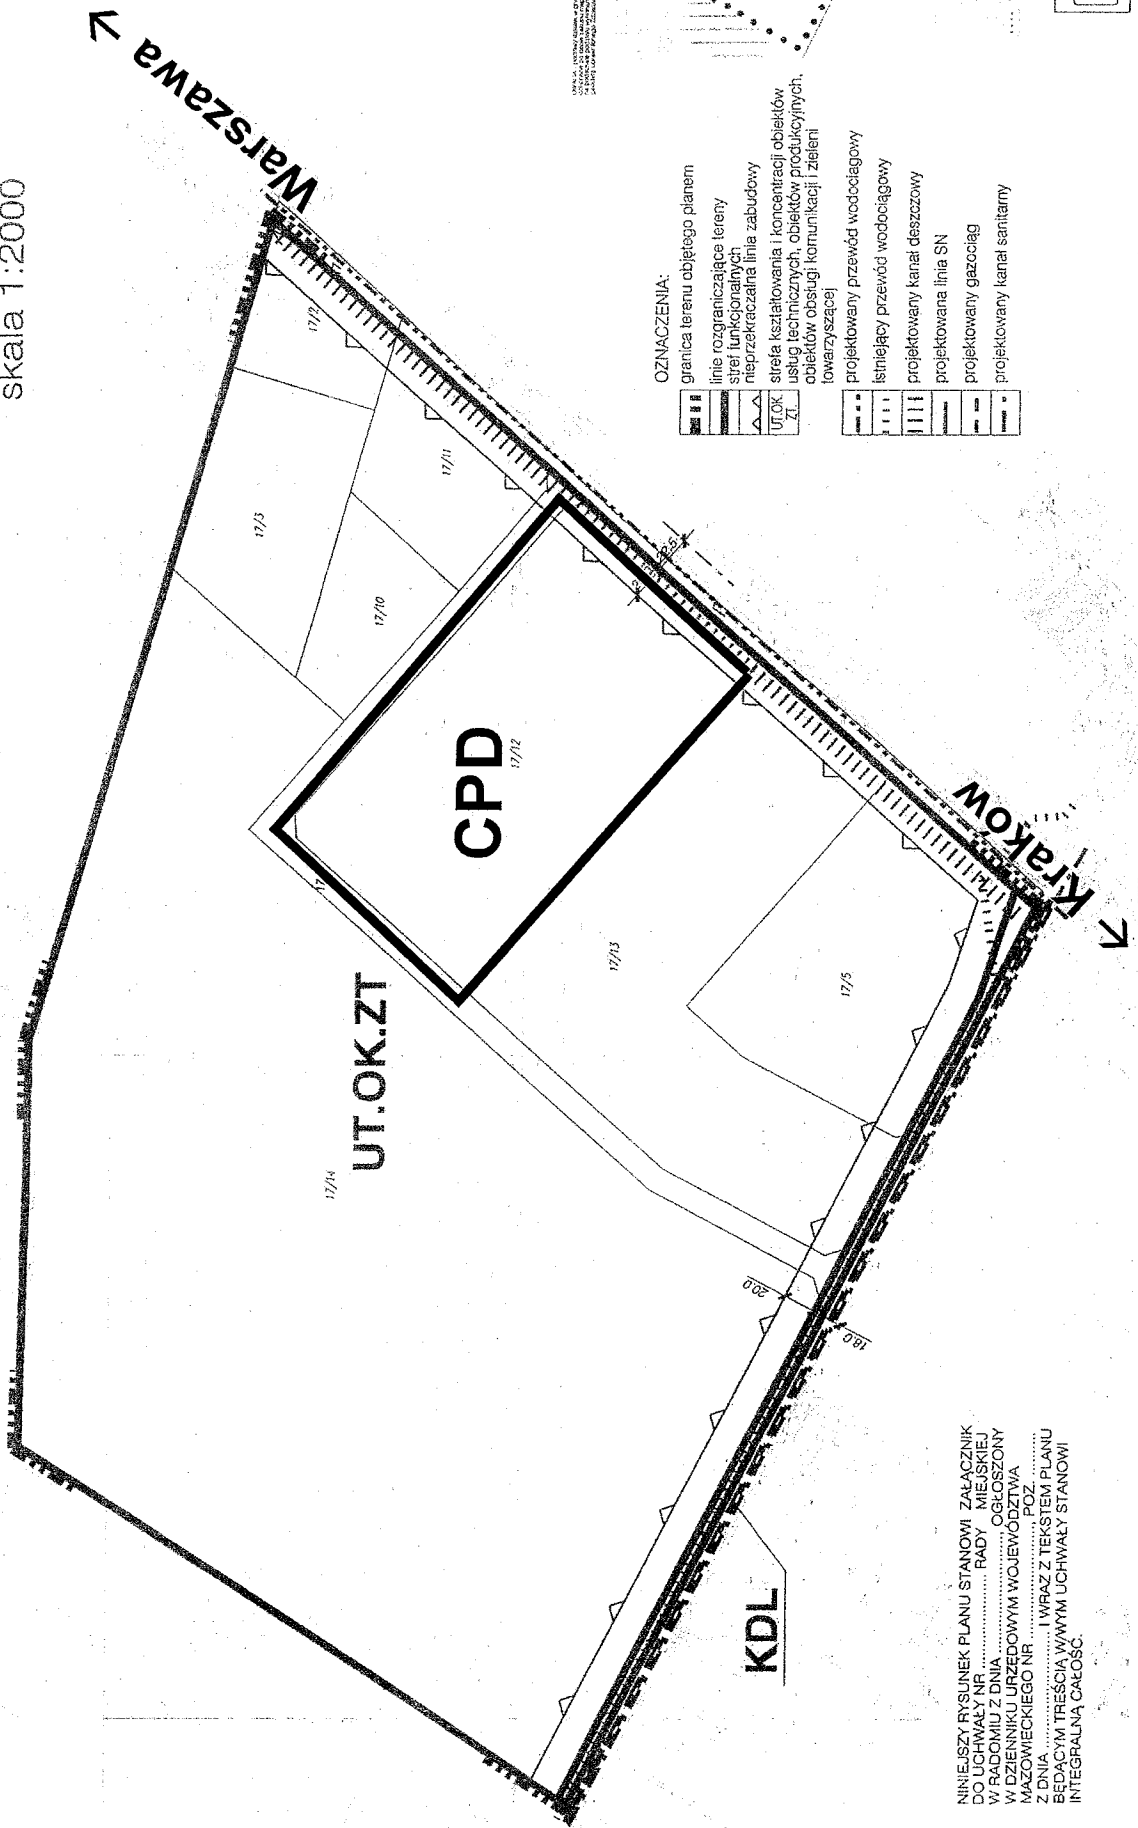 skala 1:2000
Warszawa
17/2
17/3
17/11
17/10
CPD
17/12
17
UT.OK.ZT
17/14
17/13
17/5
Kraków
20.0
18.0
KDL
OZNACZENIA:
granica terenu objętego planem
linie rozgraniczające tereny
stref funkcjonalnych
nieprzekraczalna linia zabudowy
UT.OK.
ZT.
strefa kształtowania i koncentracji obiektów
usług technicznych, obiektów produkcyjnych,
obiektów obsługi komunikacji i zieleni
towarzyszącej
projektowany przewód wodociągowy
istniejący przewód wodociągowy
projektowany kanał deszczowy
projektowana linia SN
projektowany gazociąg
projektowany kanał sanitarny
NINIEJSZY RYSUNEK PLANU STANOWI ZAŁĄCZNIK
DO UCHWAŁY NR .................. RADY MIEJSKIEJ
W RADOMIU Z DNIA .................., OGŁOSZONY
W DZIENNIKU URZĘDOWYM WOJEWÓDZTWA
MAZOWIECKIEGO NR .................., POZ. ............
Z DNIA .................. I WRAZ Z TEKSTEM PLANU
BĘDĄCYM TREŚCIĄ W/WYM UCHWAŁY STANOWI
INTEGRALNĄ CAŁOŚĆ.